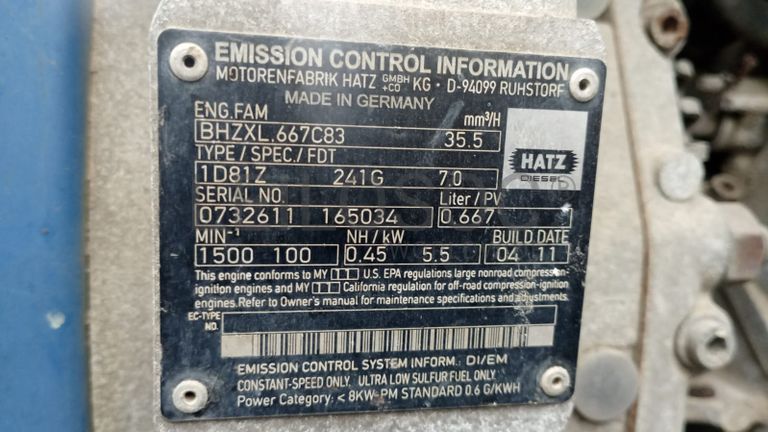 EMISSION CONTROL INFORMATION
MOTORENFABRIK HATZ GMBH +CO KG · D-94099 RUHSTORF
MADE IN GERMANY
ENG.FAM mm³/H
BHZXL.667C83 35.5
TYPE / SPEC./ FDT
1D81Z 241G 7.0
HATZ
DIESEL
SERIAL NO. Liter / PV
0732611 165034 0.667
MIN⁻¹ NH / kW BUILD.DATE
1500 100 0.45 5.5 04 11
This engine conforms to MY 11 U.S. EPA regulations large nonroad compression-
ignition engines and MY 11 California regulation for off-road compression-ignition
engines.Refer to Owner's manual for maintenance specifications and adjustments.
EC-TYPE
NO.
EMISSION CONTROL SYSTEM INFORM. DI/EM
CONSTANT-SPEED ONLY. ULTRA LOW SULFUR FUEL ONLY
Power Category: < 8KW-PM STANDARD 0.6 G/KWH